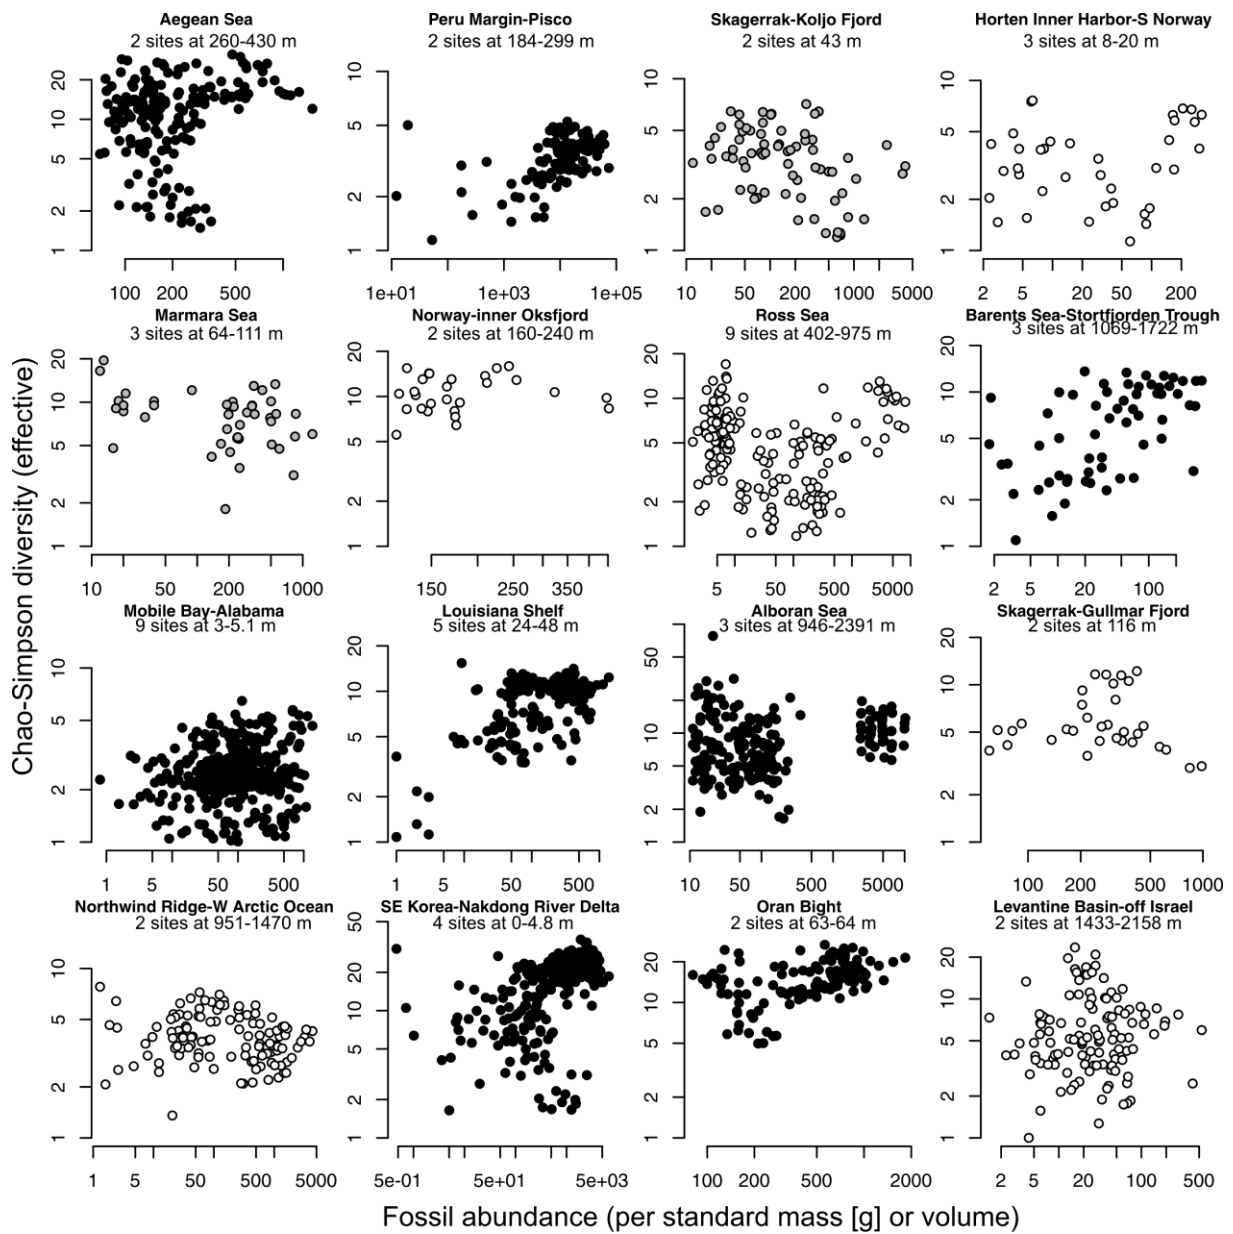 Aegean Sea
2 sites at 260-430 m
Peru Margin-Pisco
2 sites at 184-299 m
Skagerrak-Koljo Fjord
2 sites at 43 m
Horten Inner Harbor-S Norway
3 sites at 8-20 m
1 2 5 10 20
100 200 500
1 2 5 10
1e+01 1e+03 1e+05
1 2 5 10
10 50 200 1000 5000
1 2 5 10
2 5 20 50 200
Marmara Sea
3 sites at 64-111 m
Norway-inner Oksfjord
2 sites at 160-240 m
Ross Sea
9 sites at 402-975 m
Barents Sea-Stortfjorden Trough
3 sites at 1069-1722 m
1 2 5 10 20
10 50 200 1000
1 2 5 10 20
150 250 350
1 2 5 10 20
5 50 500 5000
1 2 5 10 20
2 5 20 100
Mobile Bay-Alabama
9 sites at 3-5.1 m
Louisiana Shelf
5 sites at 24-48 m
Alboran Sea
3 sites at 946-2391 m
Skagerrak-Gullmar Fjord
2 sites at 116 m
1 2 5 10
1 5 50 500
1 2 5 10 20
1 5 50 500
1 2 5 10 50
10 50 500 5000
1 2 5 10
100 200 500 1000
Northwind Ridge-W Arctic Ocean
2 sites at 951-1470 m
SE Korea-Nakdong River Delta
4 sites at 0-4.8 m
Oran Bight
2 sites at 63-64 m
Levantine Basin-off Israel
2 sites at 1433-2158 m
1 2 5 10
1 5 50 500 5000
1 2 5 10 20 50
5e-01 5e+01 5e+03
1 2 5 10 20
100 200 500 2000
1 2 5 10 20
2 5 20 100 500
Chao-Simpson diversity (effective)
Fossil abundance (per standard mass [g] or volume)